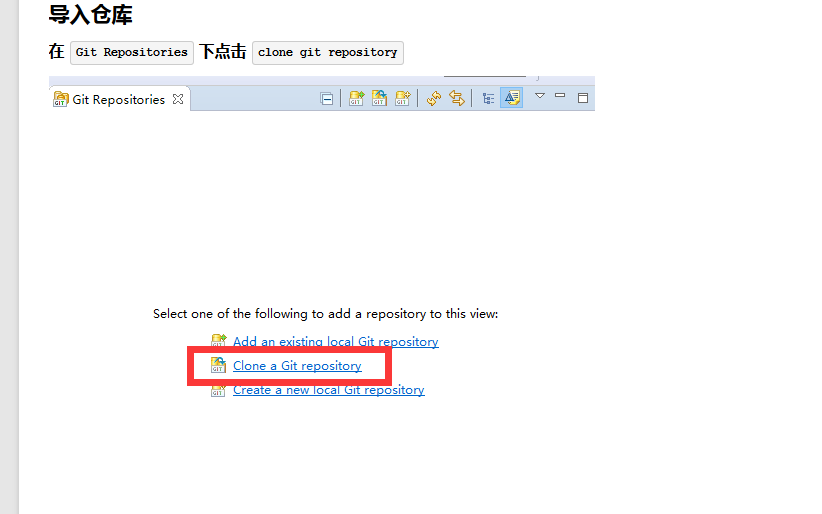 导入仓库
在 Git Repositories 下点击 clone git repository
Git Repositories
Select one of the following to add a repository to this view:
Add an existing local Git repository
Clone a Git repository
Create a new local Git repository